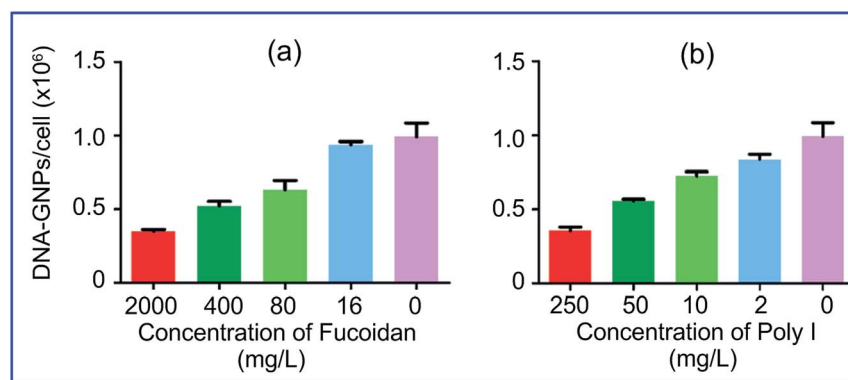 (a)
DNA-GNPs/cell (x10⁶)
1.5
1.0
0.5
0
2000 400 80 16 0
Concentration of Fucoidan
(mg/L)
(b)
1.5
1.0
0.5
0
250 50 10 2 0
Concentration of Poly I
(mg/L)